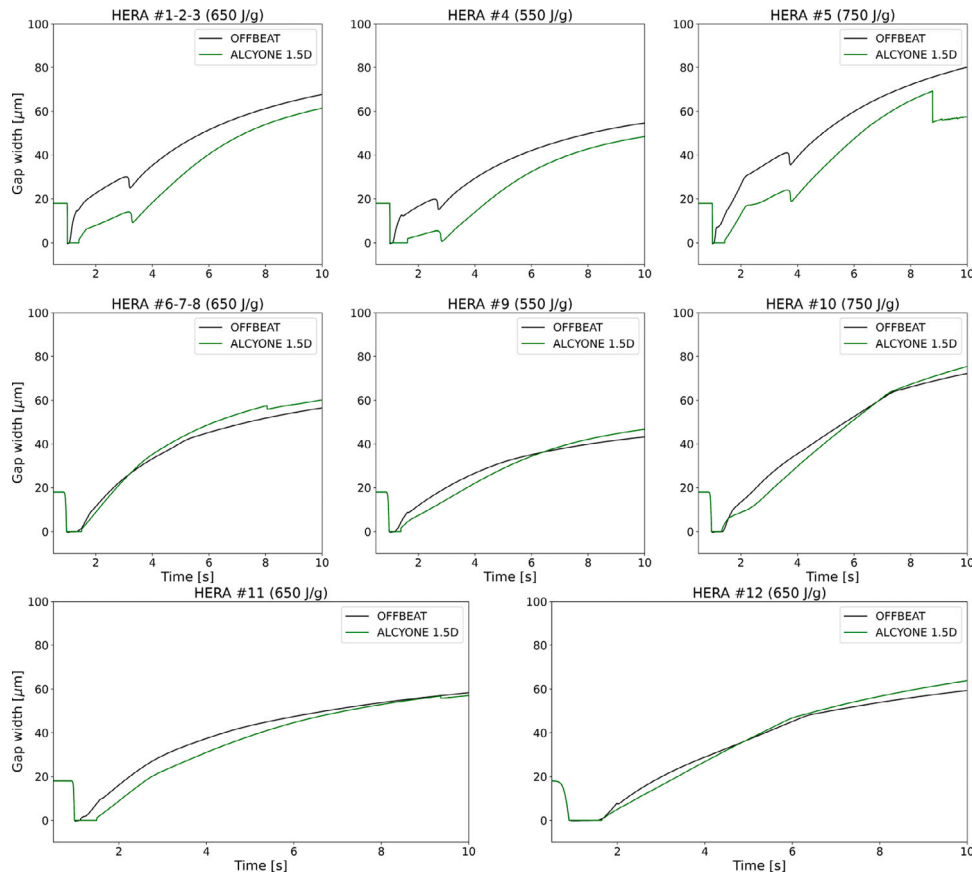 HERA #1-2-3 (650 J/g)
OFFBEAT
ALCYONE 1.5D
Gap width [μm]
100
80
60
40
20
0
2 4 6 8 10
HERA #4 (550 J/g)
OFFBEAT
ALCYONE 1.5D
100
80
60
40
20
0
2 4 6 8 10
HERA #5 (750 J/g)
OFFBEAT
ALCYONE 1.5D
100
80
60
40
20
0
2 4 6 8 10
HERA #6-7-8 (650 J/g)
OFFBEAT
ALCYONE 1.5D
Gap width [μm]
100
80
60
40
20
0
2 4 6 8 10
Time [s]
HERA #9 (550 J/g)
OFFBEAT
ALCYONE 1.5D
100
80
60
40
20
0
2 4 6 8 10
Time [s]
HERA #10 (750 J/g)
OFFBEAT
ALCYONE 1.5D
100
80
60
40
20
0
2 4 6 8 10
Time [s]
HERA #11 (650 J/g)
OFFBEAT
ALCYONE 1.5D
Gap width [μm]
100
80
60
40
20
0
2 4 6 8 10
Time [s]
HERA #12 (650 J/g)
OFFBEAT
ALCYONE 1.5D
100
80
60
40
20
0
2 4 6 8 10
Time [s]